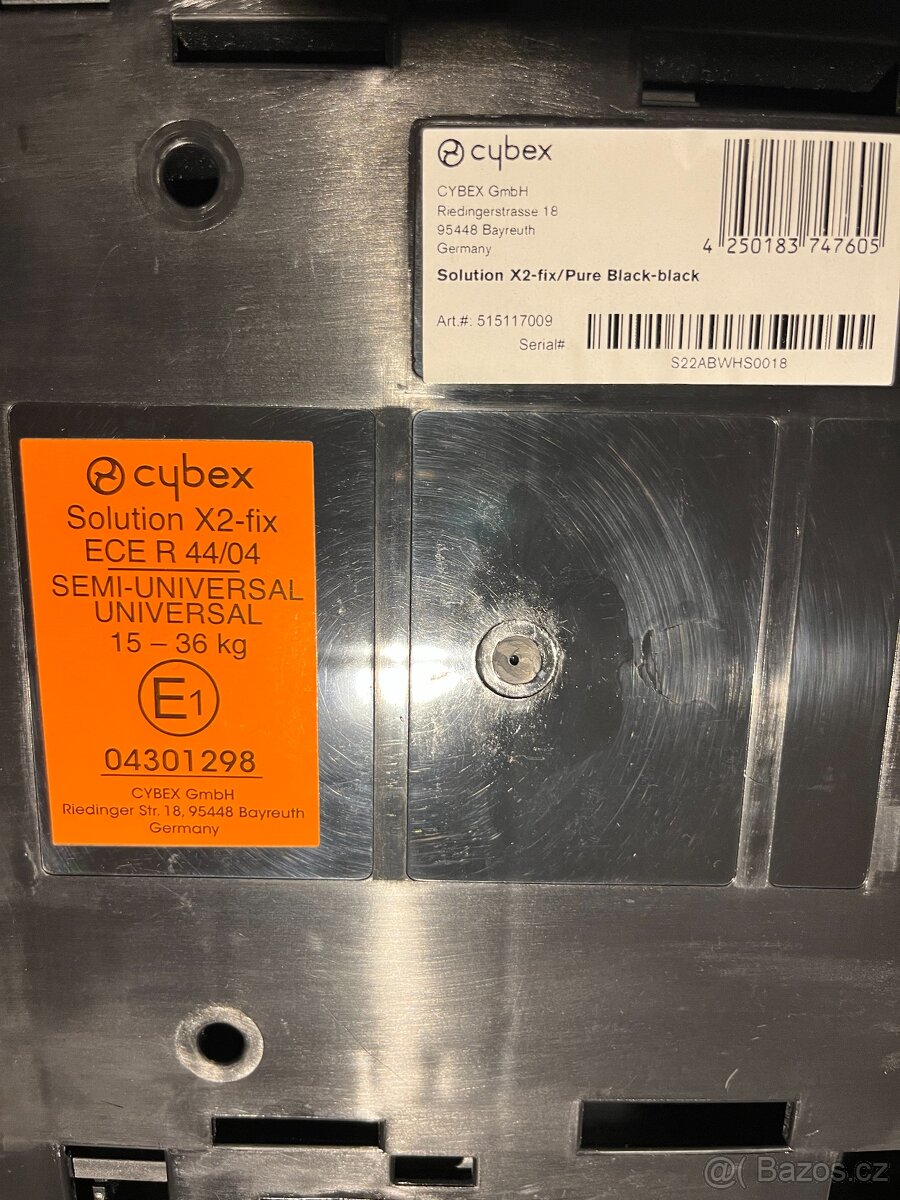 cybex
CYBEX GmbH
Riedingerstrasse 18
95448 Bayreuth
Germany
4 250183 747605
Solution X2-fix/Pure Black-black
Art.#: 515117009
Serial#
S22ABWHS0018
cybex
Solution X2-fix
ECE R 44/04
SEMI-UNIVERSAL
UNIVERSAL
15 – 36 kg
E1
04301298
CYBEX GmbH
Riedinger Str. 18, 95448 Bayreuth
Germany
@( Bazos.cz